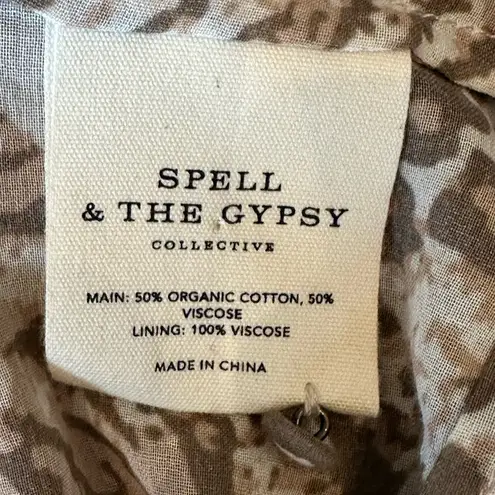 SPELL
& THE GYPSY
COLLECTIVE
MAIN: 50% ORGANIC COTTON, 50%
VISCOSE
LINING: 100% VISCOSE
MADE IN CHINA